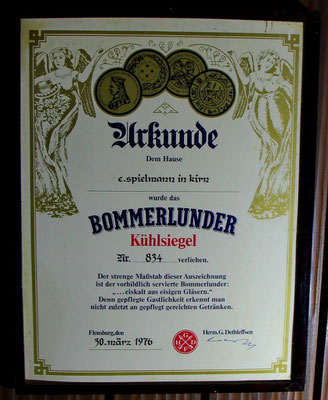 Urkunde
Dem Hause
c. spielmann in kirn
wurde das
BOMMERLUNDER
Kühlsiegel
Nr. 834 verliehen.
Der strenge Maßstab dieser Auszeichnung
ist der vorbildlich servierte Bommerlunder:
„...eiskalt aus eisigen Gläsern.“
Denn gepflegte Gastlichkeit erkennt man
nicht zuletzt an gepflegt gereichten Getränken.
Flensburg, den
30. märz 1976
Herm. G. Dethleffsen
H G D F